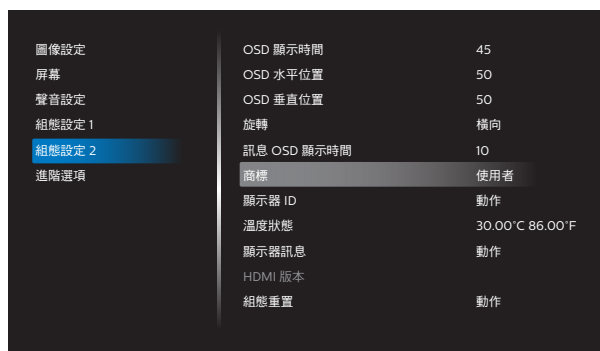 圖像設定
屏幕
聲音設定
組態設定 1
組態設定 2
進階選項
OSD 顯示時間 45
OSD 水平位置 50
OSD 垂直位置 50
旋轉 橫向
訊息 OSD 顯示時間 10
商標 使用者
顯示器 ID 動作
溫度狀態 30.00°C 86.00°F
顯示器訊息 動作
HDMI 版本
組態重置 動作